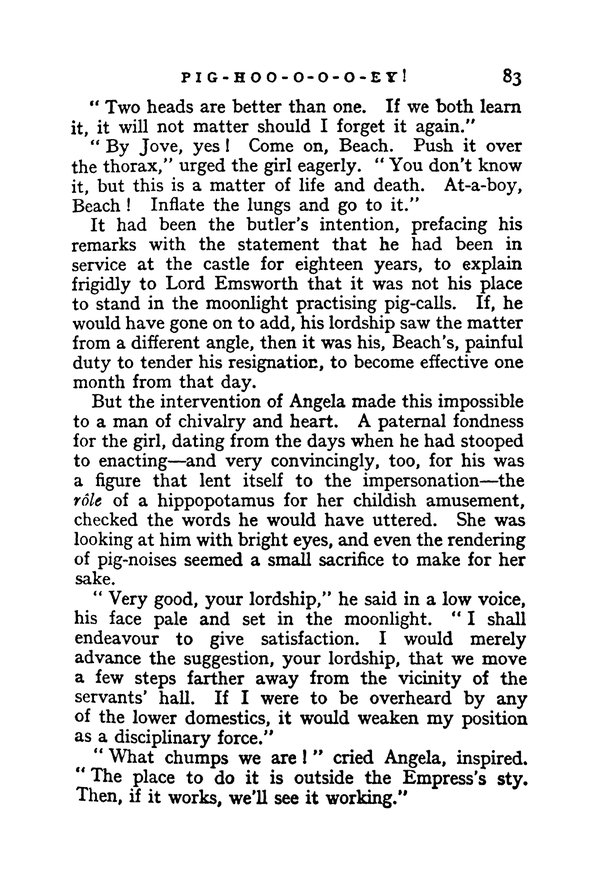 PIG-HOO-O-O-O-EY! 83
“ Two heads are better than one. If we both learn
it, it will not matter should I forget it again.”
“ By Jove, yes ! Come on, Beach. Push it over
the thorax,” urged the girl eagerly. “ You don’t know
it, but this is a matter of life and death. At-a-boy,
Beach ! Inflate the lungs and go to it.”
It had been the butler’s intention, prefacing his
remarks with the statement that he had been in
service at the castle for eighteen years, to explain
frigidly to Lord Emsworth that it was not his place
to stand in the moonlight practising pig-calls. If, he
would have gone on to add, his lordship saw the matter
from a different angle, then it was his, Beach’s, painful
duty to tender his resignation, to become effective one
month from that day.
But the intervention of Angela made this impossible
to a man of chivalry and heart. A paternal fondness
for the girl, dating from the days when he had stooped
to enacting—and very convincingly, too, for his was
a figure that lent itself to the impersonation—the
rôle of a hippopotamus for her childish amusement,
checked the words he would have uttered. She was
looking at him with bright eyes, and even the rendering
of pig-noises seemed a small sacrifice to make for her
sake.
“ Very good, your lordship,” he said in a low voice,
his face pale and set in the moonlight. “ I shall
endeavour to give satisfaction. I would merely
advance the suggestion, your lordship, that we move
a few steps farther away from the vicinity of the
servants’ hall. If I were to be overheard by any
of the lower domestics, it would weaken my position
as a disciplinary force.”
“ What chumps we are ! ” cried Angela, inspired.
“ The place to do it is outside the Empress’s sty.
Then, if it works, we’ll see it working.”